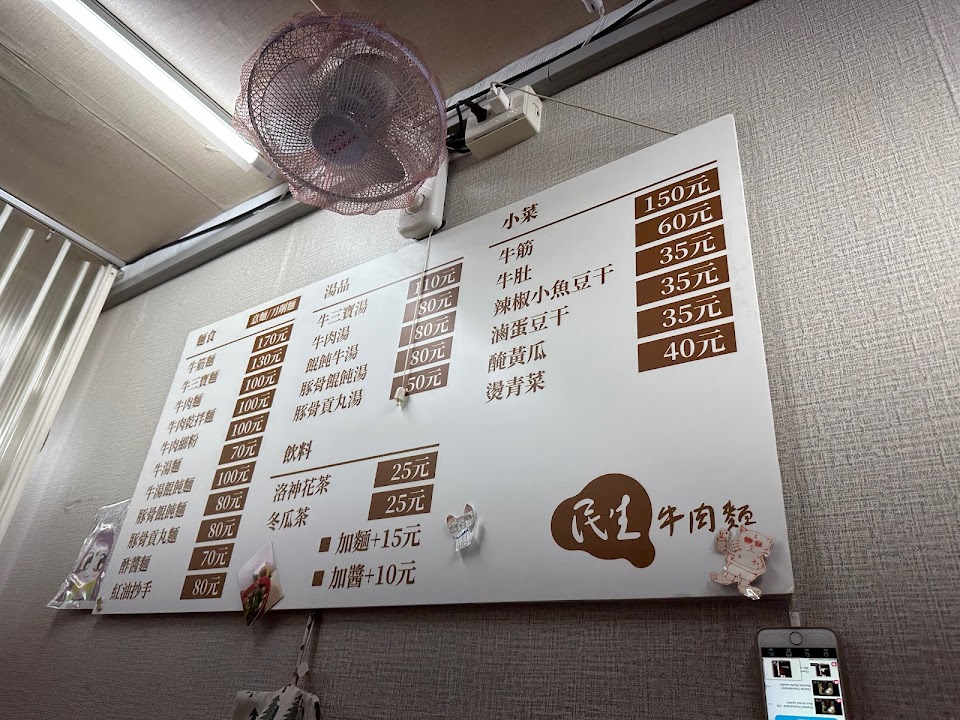 麵食 意麵/刀削麵
牛筋麵 170元
牛三寶麵 130元
牛肉麵 100元
牛肉乾拌麵 100元
牛肉細粉 100元
牛湯麵 70元
牛湯餛飩麵 100元
豚骨餛飩麵 80元
豚骨貢丸麵 80元
酢醬麵 70元
紅油抄手 80元
湯品
牛三寶湯 110元
牛肉湯 80元
餛飩牛湯 80元
豚骨餛飩湯 80元
豚骨貢丸湯 50元
飲料
洛神花茶 25元
冬瓜茶 25元
■ 加麵+15元
■ 加醬+10元
小菜
牛筋 150元
牛肚 60元
辣椒小魚豆干 35元
滷蛋豆干 35元
醃黃瓜 35元
燙青菜 40元
民生牛肉麵